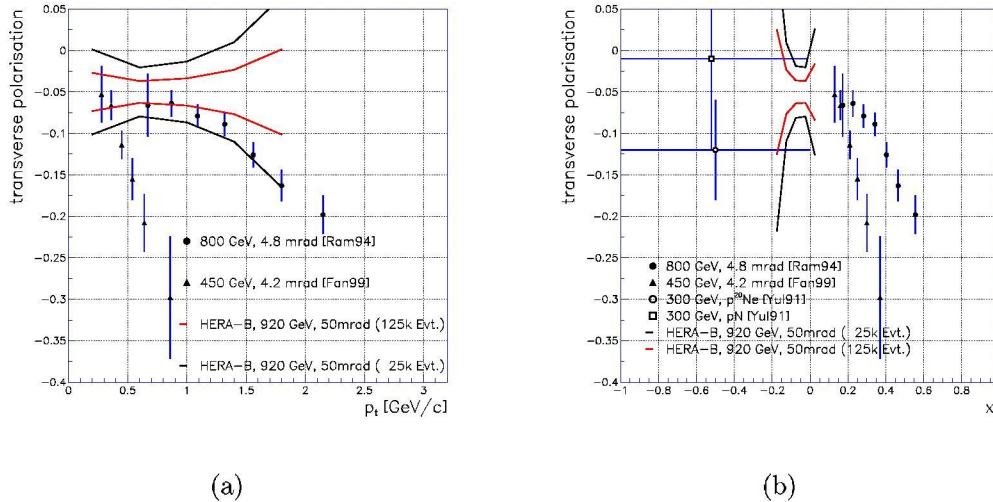 0.05
0
-0.05
-0.1
-0.15
-0.2
-0.25
-0.3
-0.35
-0.4
transverse polarisation
0 0.5 1 1.5 2 2.5 3
p_t [GeV/c]
800 GeV, 4.8 mrad [Ram94]
450 GeV, 4.2 mrad [Fan99]
HERA-B, 920 GeV, 50mrad (125k Evt.)
HERA-B, 920 GeV, 50mrad ( 25k Evt.)
(a)
0.05
0
-0.05
-0.1
-0.15
-0.2
-0.25
-0.3
-0.35
-0.4
transverse polarisation
-1 -0.8 -0.6 -0.4 -0.2 0 0.2 0.4 0.6 0.8
x
800 GeV, 4.8 mrad [Ram94]
450 GeV, 4.2 mrad [Fan99]
300 GeV, p²⁰Ne [Yul91]
300 GeV, pN [Yul91]
HERA-B, 920 GeV, 50mrad ( 25k Evt.)
HERA-B, 920 GeV, 50mrad (125k Evt.)
(b)